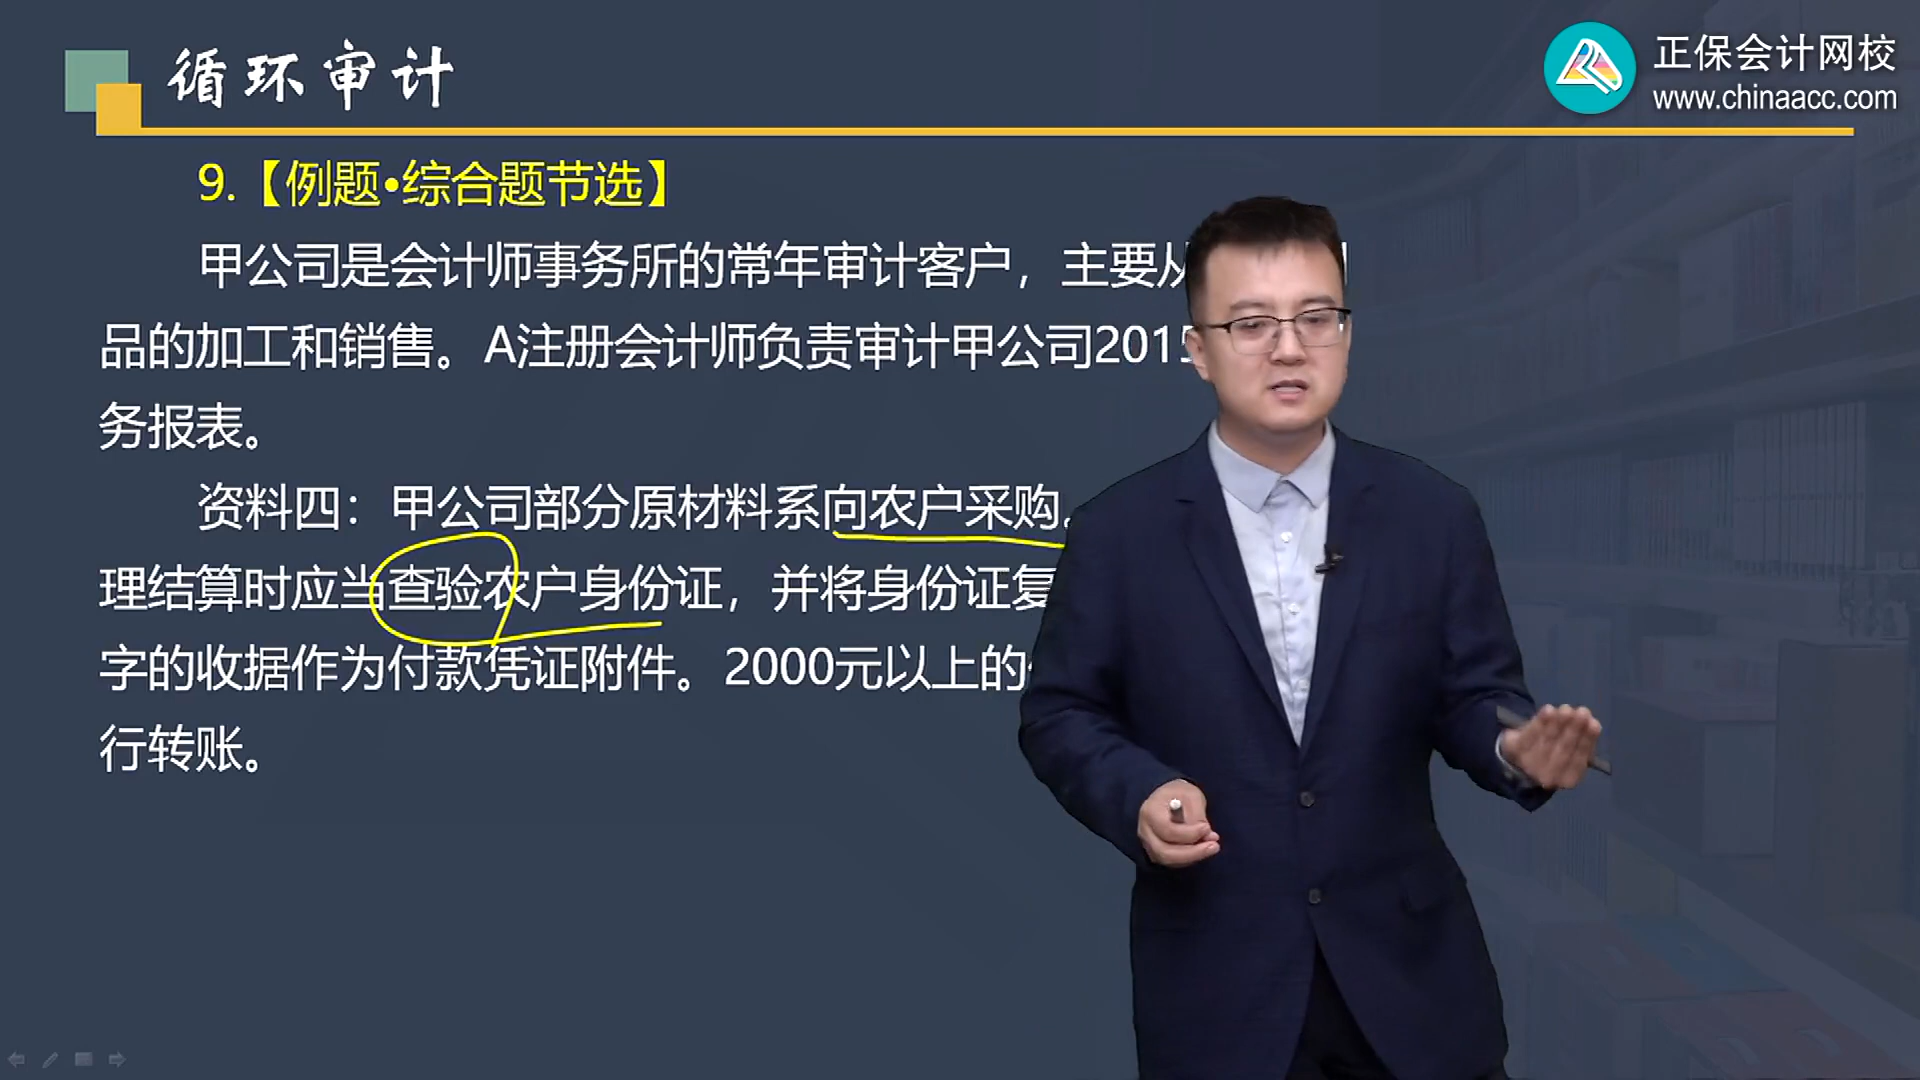 循环审计
正保会计网校
www.chinaacc.com
9.【例题•综合题节选】
甲公司是会计师事务所的常年审计客户，主要从
品的加工和销售。A注册会计师负责审计甲公司2015
务报表。
资料四：甲公司部分原材料系向农户采购。
理结算时应当查验农户身份证，并将身份证复
字的收据作为付款凭证附件。2000元以上的
行转账。